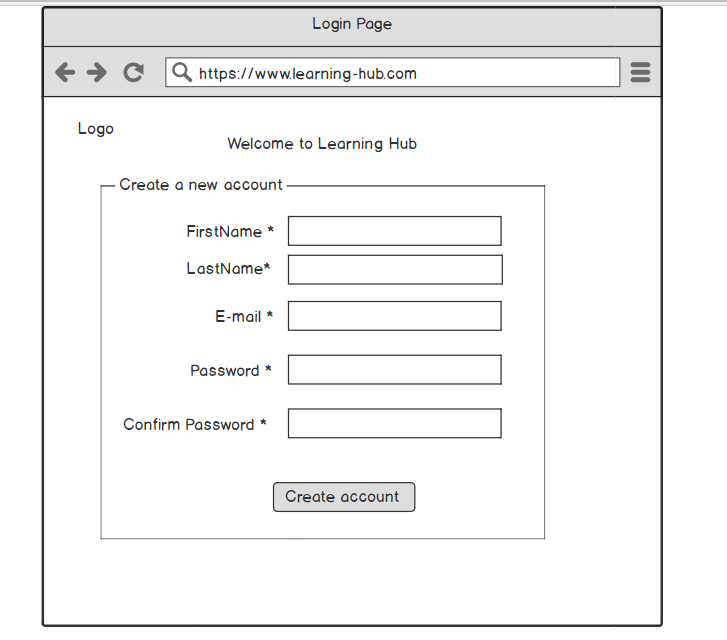 Login Page
https://www.learning-hub.com
Logo
Welcome to Learning Hub
Create a new account
FirstName *
LastName*
E-mail *
Password *
Confirm Password *
Create account